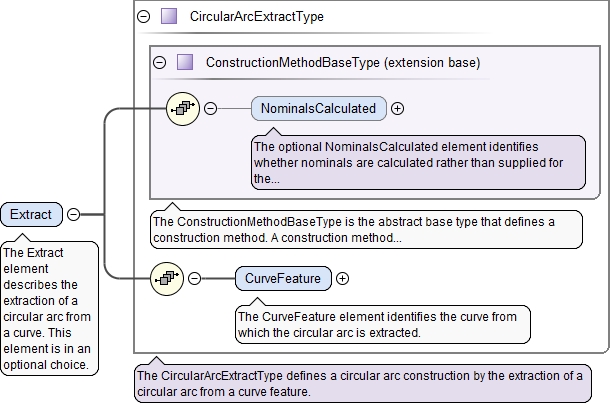 CircularArcExtractType
ConstructionMethodBaseType (extension base)
NominalsCalculated
The optional NominalsCalculated element identifies
whether nominals are calculated rather than supplied for
the...
The ConstructionMethodBaseType is the abstract base type that defines a
construction method. A construction method...
Extract
The Extract
element
describes the
extraction of a
circular arc from
a curve. This
element is in an
optional choice.
CurveFeature
The CurveFeature element identifies the curve from
which the circular arc is extracted.
The CircularArcExtractType defines a circular arc construction by the extraction of a
circular arc from a curve feature.